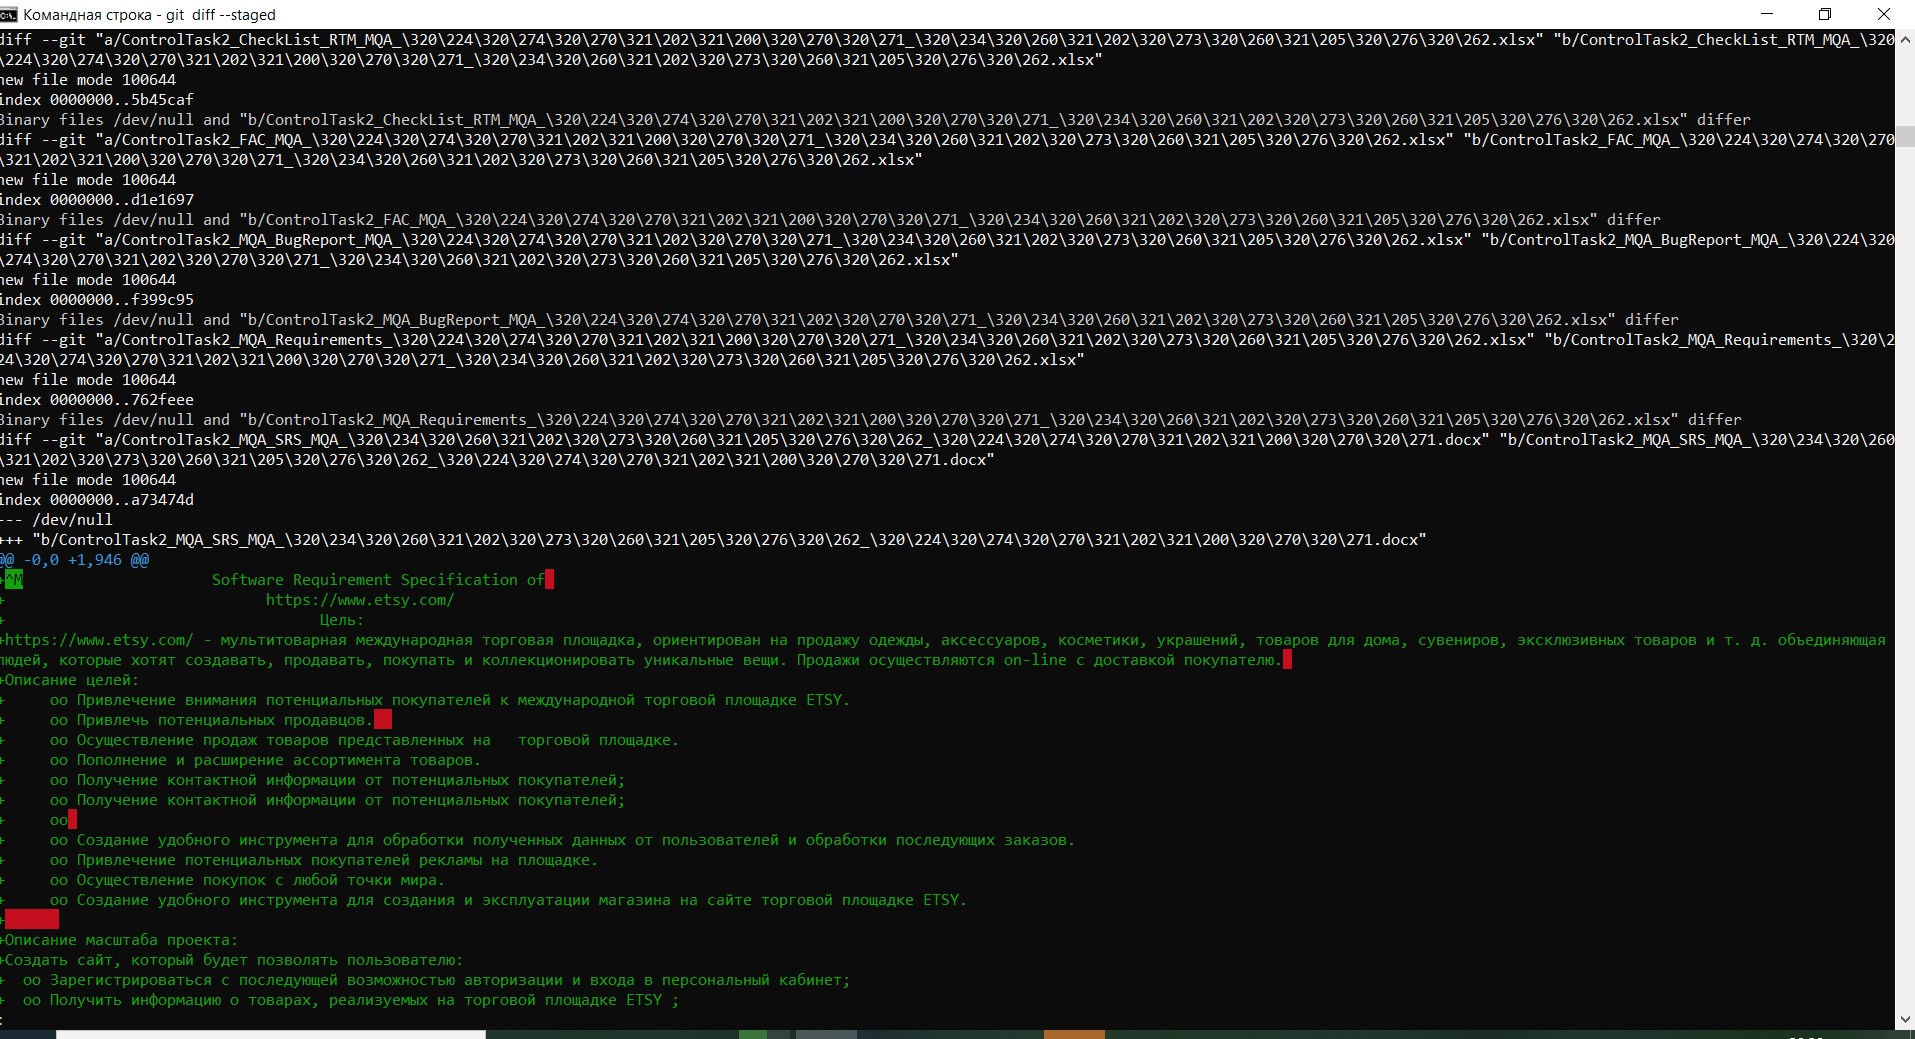 Командная строка - git  diff --staged
diff --git "a/ControlTask2_CheckList_RTM_MQA_\320\224\320\274\320\270\321\202\321\200\320\270\320\271_\320\234\320\260\321\202\320\273\320\260\321\205\320\276\320\262.xlsx" "b/ControlTask2_CheckList_RTM_MQA_\320
\224\320\274\320\270\321\202\321\200\320\270\320\271_\320\234\320\260\321\202\320\273\320\260\321\205\320\276\320\262.xlsx"
new file mode 100644
index 0000000..5b45caf
Binary files /dev/null and "b/ControlTask2_CheckList_RTM_MQA_\320\224\320\274\320\270\321\202\321\200\320\270\320\271_\320\234\320\260\321\202\320\273\320\260\321\205\320\276\320\262.xlsx" differ
diff --git "a/ControlTask2_FAC_MQA_\320\224\320\274\320\270\321\202\321\200\320\270\320\271_\320\234\320\260\321\202\320\273\320\260\321\205\320\276\320\262.xlsx" "b/ControlTask2_FAC_MQA_\320\224\320\274\320\270
\321\202\321\200\320\270\320\271_\320\234\320\260\321\202\320\273\320\260\321\205\320\276\320\262.xlsx"
new file mode 100644
index 0000000..d1e1697
Binary files /dev/null and "b/ControlTask2_FAC_MQA_\320\224\320\274\320\270\321\202\321\200\320\270\320\271_\320\234\320\260\321\202\320\273\320\260\321\205\320\276\320\262.xlsx" differ
diff --git "a/ControlTask2_MQA_BugReport_MQA_\320\224\320\274\320\270\321\202\320\270\320\271_\320\234\320\260\321\202\320\273\320\260\321\205\320\276\320\262.xlsx" "b/ControlTask2_MQA_BugReport_MQA_\320\224\320
\274\320\270\321\202\320\270\320\271_\320\234\320\260\321\202\320\273\320\260\321\205\320\276\320\262.xlsx"
new file mode 100644
index 0000000..f399c95
Binary files /dev/null and "b/ControlTask2_MQA_BugReport_MQA_\320\224\320\274\320\270\321\202\320\270\320\271_\320\234\320\260\321\202\320\273\320\260\321\205\320\276\320\262.xlsx" differ
diff --git "a/ControlTask2_MQA_Requirements_\320\224\320\274\320\270\321\202\321\200\320\270\320\271_\320\234\320\260\321\202\320\273\320\260\321\205\320\276\320\262.xlsx" "b/ControlTask2_MQA_Requirements_\320\2
24\320\274\320\270\321\202\321\200\320\270\320\271_\320\234\320\260\321\202\320\273\320\260\321\205\320\276\320\262.xlsx"
new file mode 100644
index 0000000..762feee
Binary files /dev/null and "b/ControlTask2_MQA_Requirements_\320\224\320\274\320\270\321\202\321\200\320\270\320\271_\320\234\320\260\321\202\320\273\320\260\321\205\320\276\320\262.xlsx" differ
diff --git "a/ControlTask2_MQA_SRS_MQA_\320\234\320\260\321\202\320\273\320\260\321\205\320\276\320\262_\320\224\320\274\320\270\321\202\321\200\320\270\320\271.docx" "b/ControlTask2_MQA_SRS_MQA_\320\234\320\260
\321\202\320\273\320\260\321\205\320\276\320\262_\320\224\320\274\320\270\321\202\321\200\320\270\320\271.docx"
new file mode 100644
index 0000000..a73474d
--- /dev/null
+++ "b/ControlTask2_MQA_SRS_MQA_\320\234\320\260\321\202\320\273\320\260\321\205\320\276\320\262_\320\224\320\274\320\270\321\202\321\200\320\270\320\271.docx"
@@ -0,0 +1,946 @@
+^M                     Software Requirement Specification of
+                             https://www.etsy.com/
+                                   Цель:
+https://www.etsy.com/ - мультитоварная международная торговая площадка, ориентирован на продажу одежды, аксессуаров, косметики, украшений, товаров для дома, сувениров, эксклюзивных товаров и т. д. объединяющая
людей, которые хотят создавать, продавать, покупать и коллекционировать уникальные вещи. Продажи осуществляются on-line с доставкой покупателю.
+Описание целей:
+     oo Привлечение внимания потенциальных покупателей к международной торговой площадке ETSY.
+     oo Привлечь потенциальных продавцов.
+     oo Осуществление продаж товаров представленных на   торговой площадке.
+     oo Пополнение и расширение ассортимента товаров.
+     oo Получение контактной информации от потенциальных покупателей;
+     oo Получение контактной информации от потенциальных покупателей;
+     oo
+     oo Создание удобного инструмента для обработки полученных данных от пользователей и обработки последующих заказов.
+     oo Привлечение потенциальных покупателей рекламы на площадке.
+     oo Осуществление покупок с любой точки мира.
+     oo Создание удобного инструмента для создания и эксплуатации магазина на сайте торговой площадке ETSY.
+
+Описание масштаба проекта:
+Создать сайт, который будет позволять пользователю:
+  oo Зарегистрироваться с последующей возможностью авторизации и входа в персональный кабинет;
+  oo Получить информацию о товарах, реализуемых на торговой площадке ETSY ;
: